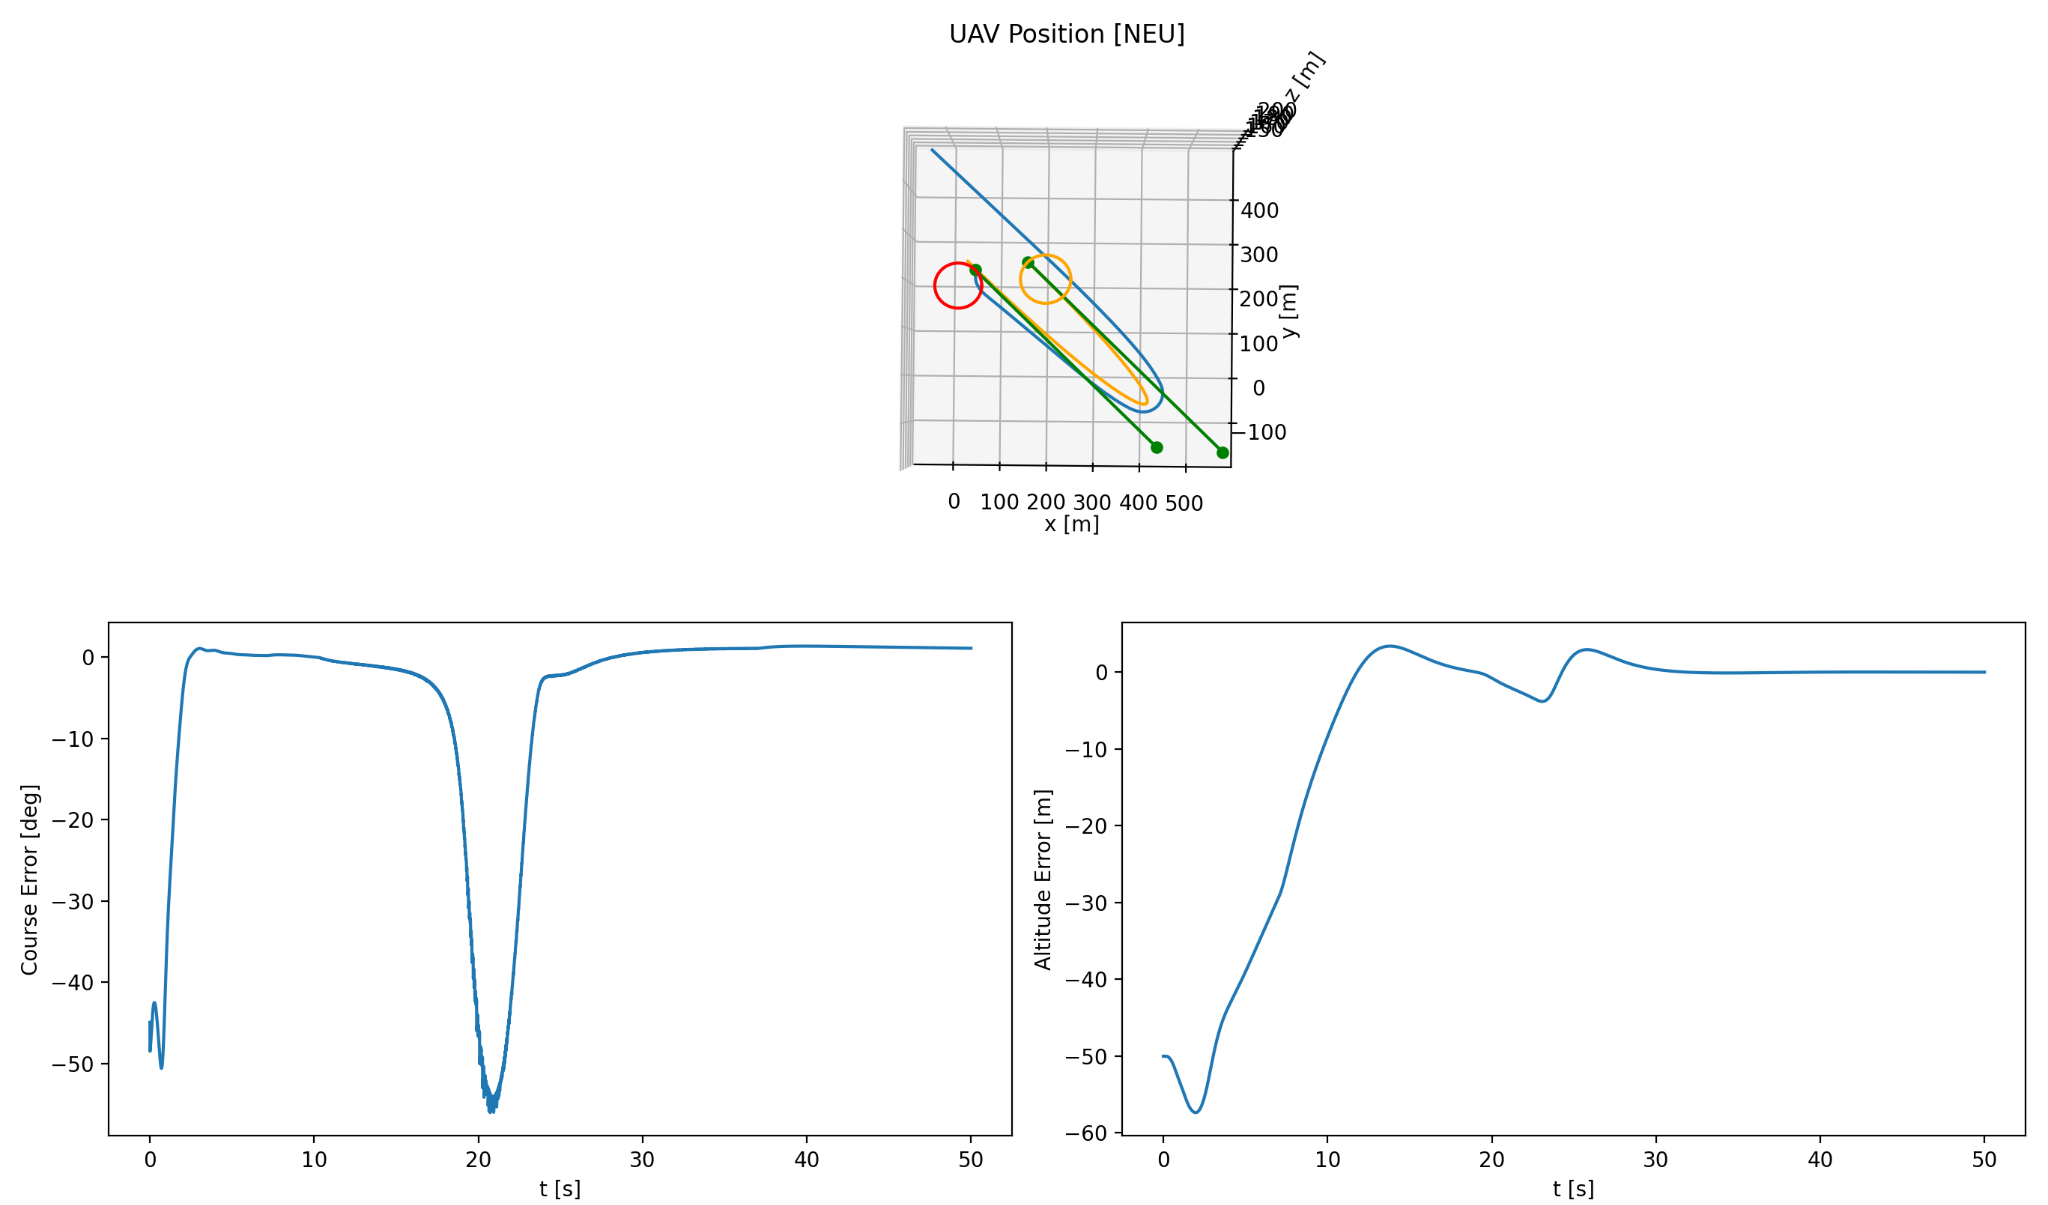 UAV Position [NEU]
z [m]
200
150
400
300
200
100
0
−100
y [m]
0 100 200 300 400 500
x [m]
Course Error [deg]
0
−10
−20
−30
−40
−50
0 10 20 30 40 50
t [s]
Altitude Error [m]
0
−10
−20
−30
−40
−50
−60
0 10 20 30 40 50
t [s]